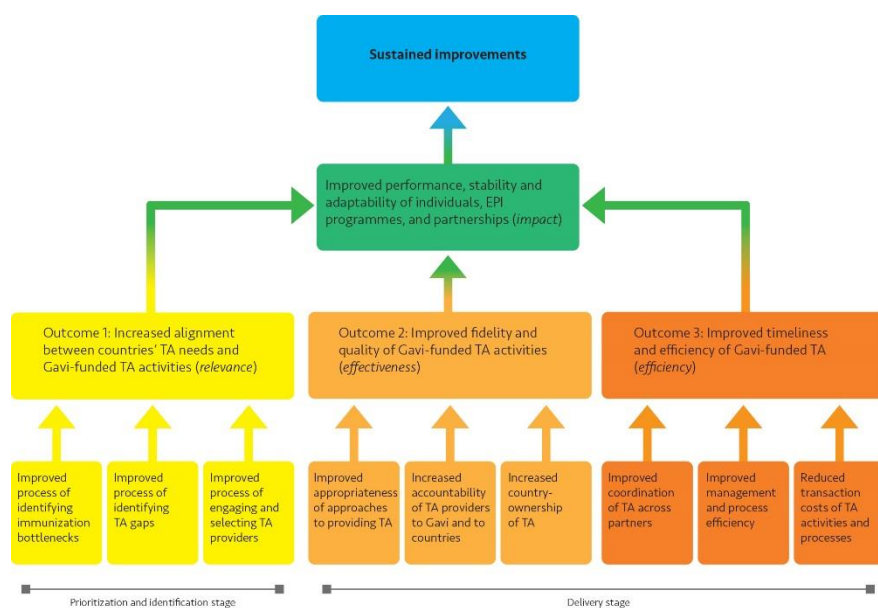 Sustained improvements
Improved performance, stability and
adaptability of individuals, EPI
programmes, and partnerships (impact)
Outcome 1: Increased alignment
between countries’ TA needs and
Gavi-funded TA activities (relevance)
Outcome 2: Improved fidelity and
quality of Gavi-funded TA activities
(effectiveness)
Outcome 3: Improved timeliness
and efficiency of Gavi-funded TA
(efficiency)
Improved
process of
identifying
immunization
bottlenecks
Improved
process of
identifying
TA gaps
Improved
process of
engaging and
selecting TA
providers
Improved
appropriateness
of approaches
to providing TA
Increased
accountability
of TA providers
to Gavi and to
countries
Increased
country-
ownership
of TA
Improved
coordination
of TA across
partners
Improved
management
and process
efficiency
Reduced
transaction
costs of TA
activities and
processes
Prioritization and identification stage
Delivery stage